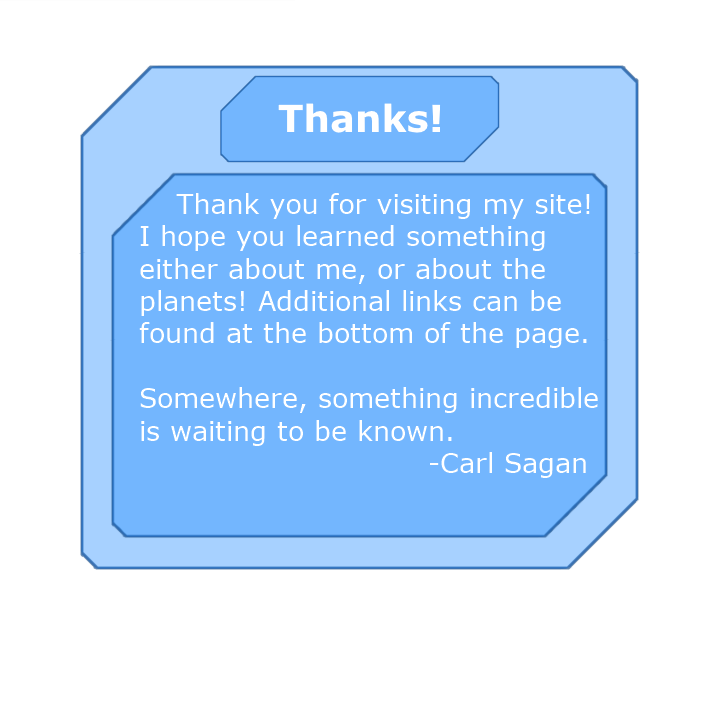 Thanks!
Thank you for visiting my site!
I hope you learned something
either about me, or about the
planets! Additional links can be
found at the bottom of the page.
Somewhere, something incredible
is waiting to be known.
-Carl Sagan